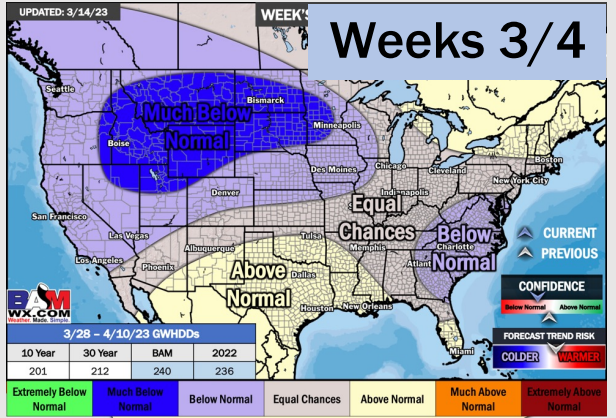 UPDATED: 3/14/23
WEEK'S
Weeks 3/4
Seattle
Bismarck
Much Below
Normal
Minneapolis
Boise
Des Moines
Chicago
Cleveland
Boston
New York City
Denver
Indianapolis
San Francisco
Equal
Chances
Las Vegas
Tulsa
Memphis
Below
Normal
Charlotte
CURRENT
PREVIOUS
Albuquerque
Los Angeles
Phoenix
Above
Normal
Dallas
Atlanta
Houston
New Orleans
Miami
CONFIDENCE
Below Normal Above Normal
FORECAST TREND RISK
COLDER WARMER
BAM
WX.COM
Weather. Made. Simple.
3/28 – 4/10/23 GWHDDs
10 Year 30 Year BAM 2022
201 212 240 236
Extremely Below Normal
Much Below Normal
Below Normal
Equal Chances
Above Normal
Much Above Normal
Extremely Above Normal